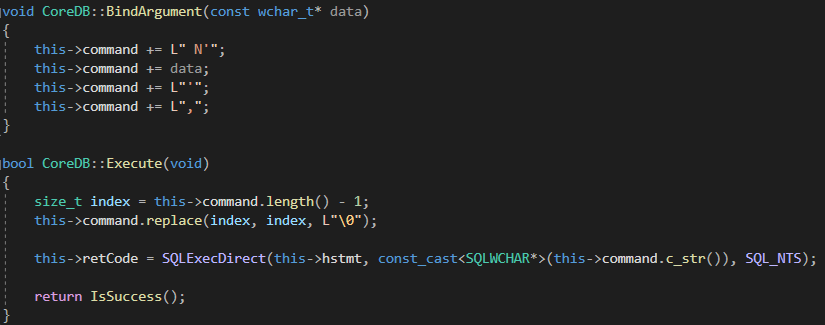 void CoreDB::BindArgument(const wchar_t* data)
{
    this->command += L" N'";
    this->command += data;
    this->command += L"'";
    this->command += L",";
}
bool CoreDB::Execute(void)
{
    size_t index = this->command.length() - 1;
    this->command.replace(index, index, L"\0");
    this->retCode = SQLExecDirect(this->hstmt, const_cast<SQLWCHAR*>(this->command.c_str()), SQL_NTS);
    return IsSuccess();
}